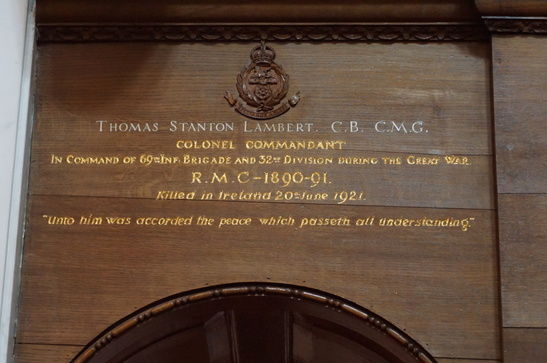 THOMAS STANTON LAMBERT, C.B. C.M.G.
COLONEL COMMANDANT
IN COMMAND OF 69TH INF. BRIGADE AND 32ND DIVISION DURING THE GREAT WAR.
R.M.C-1890-91.
Killed in Ireland 20th June 1921.
"Unto him was accorded the peace which passeth all understanding."